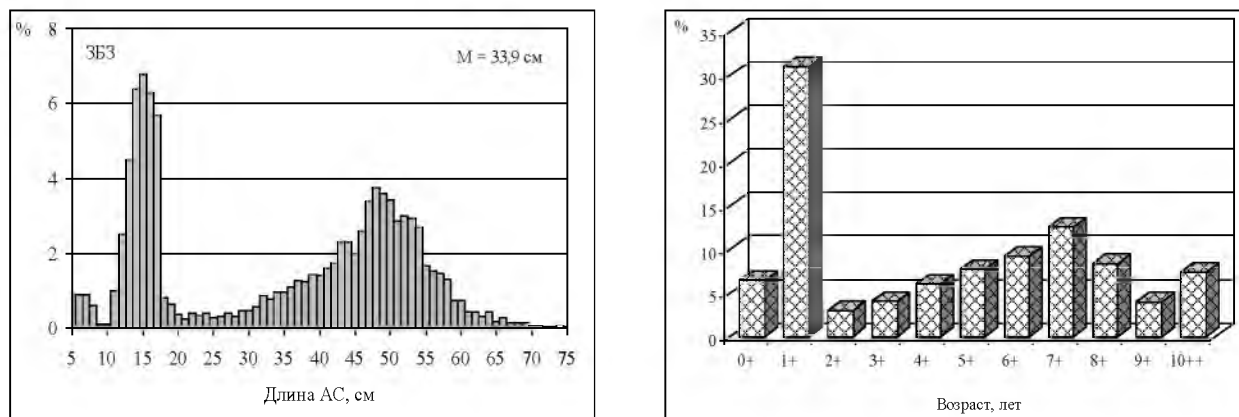 %
8
ЗБЗ
M = 33,9 см
6
4
2
0
5 10 15 20 25 30 35 40 45 50 55 60 65 70 75
Длина АС, см
%
35
30
25
20
15
10
5
0
0+ 1+ 2+ 3+ 4+ 5+ 6+ 7+ 8+ 9+ 10++
Возраст, лет